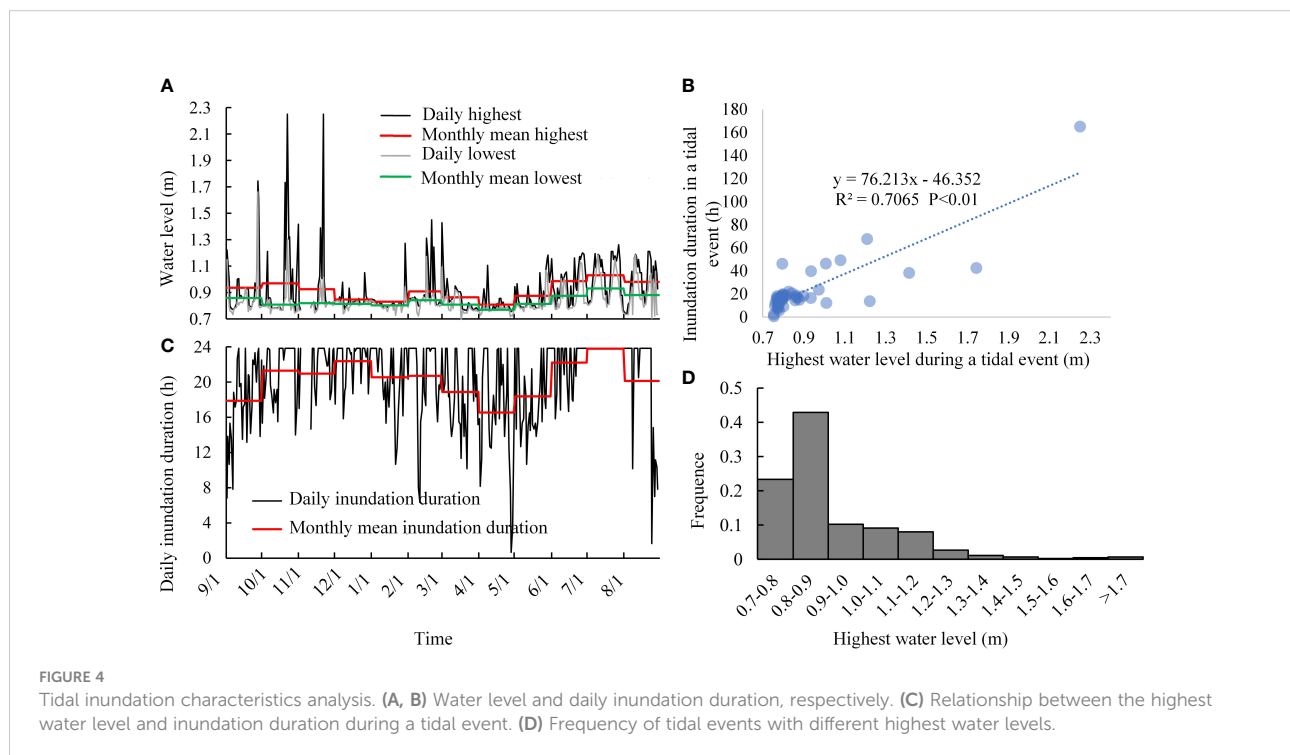 A
Water level (m)
2.3
2.1
1.9
1.7
1.5
1.3
1.1
0.9
0.7
Daily highest
Monthly mean highest
Daily lowest
Monthly mean lowest
C
Daily inundation duration (h)
24
20
16
12
8
4
0
Daily inundation duration
Monthly mean inundation duration
9/1
10/1
11/1
12/1
1/1
2/1
3/1
4/1
5/1
6/1
7/1
8/1
Time
B
Inundation duration in a tidal
event (h)
180
160
140
120
100
80
60
40
20
0
y = 76.213x - 46.352
R² = 0.7065 P<0.01
0.7 0.9 1.1 1.3 1.5 1.7 1.9 2.1 2.3
Highest water level during a tidal event (m)
D
Frequence
0.5
0.4
0.3
0.2
0.1
0
0.7-0.8
0.8-0.9
0.9-1.0
1.0-1.1
1.1-1.2
1.2-1.3
1.3-1.4
1.4-1.5
1.5-1.6
1.6-1.7
>1.7
Highest water level (m)
FIGURE 4
Tidal inundation characteristics analysis. (A, B) Water level and daily inundation duration, respectively. (C) Relationship between the highest
water level and inundation duration during a tidal event. (D) Frequency of tidal events with different highest water levels.